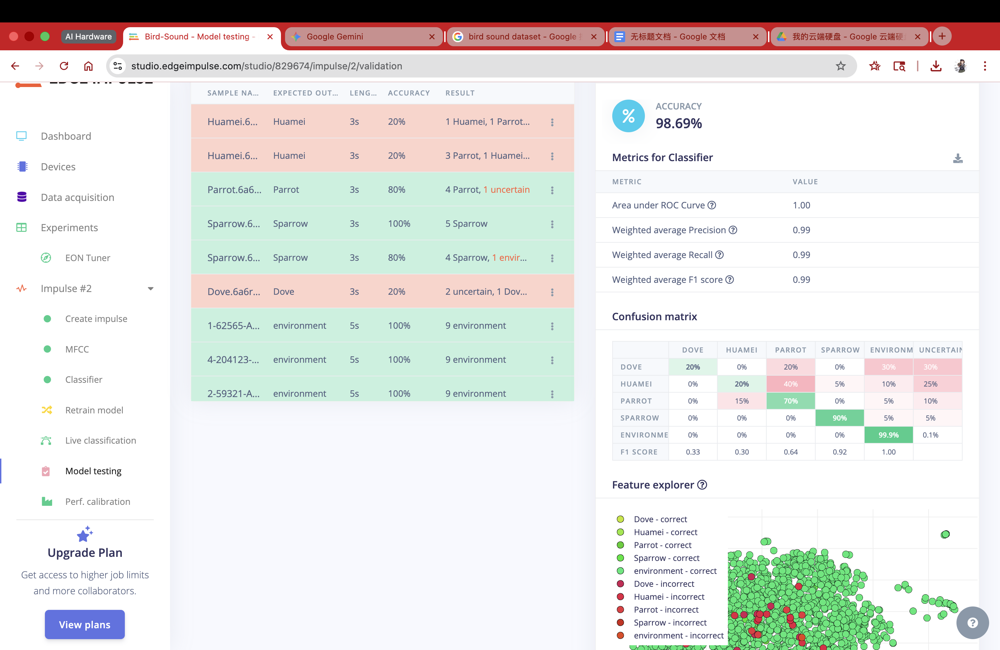 AI Hardware
Bird-Sound - Model testing -
Google Gemini
bird sound dataset - Google
无标题文档 - Google 文档
我的云端硬盘 - Google 云端硬
studio.edgeimpulse.com/studio/829674/impulse/2/validation
EDGE IMPULSE
Dashboard
Devices
Data acquisition
Experiments
EON Tuner
Impulse #2
Create impulse
MFCC
Classifier
Retrain model
Live classification
Model testing
Perf. calibration
Upgrade Plan
Get access to higher job limits
and more collaborators.
View plans
SAMPLE NA... EXPECTED OUT... LENG... ACCURACY RESULT
Huamei.6... Huamei 3s 20% 1 Huamei, 1 Parrot...
Huamei.6... Huamei 3s 20% 3 Parrot, 1 Huamei...
Parrot.6a6... Parrot 3s 80% 4 Parrot, 1 uncertain
Sparrow.6... Sparrow 3s 100% 5 Sparrow
Sparrow.6... Sparrow 3s 80% 4 Sparrow, 1 envir...
Dove.6a6r... Dove 3s 20% 2 uncertain, 1 Dov...
1-62565-A... environment 5s 100% 9 environment
4-204123-... environment 5s 100% 9 environment
2-59321-A... environment 5s 100% 9 environment
%
ACCURACY
98.69%
Metrics for Classifier
METRIC VALUE
Area under ROC Curve ? 1.00
Weighted average Precision ? 0.99
Weighted average Recall ? 0.99
Weighted average F1 score ? 0.99
Confusion matrix
DOVE HUAMEI PARROT SPARROW ENVIRONM UNCERTAIN
DOVE 20% 0% 20% 0% 30% 30%
HUAMEI 0% 20% 40% 5% 10% 25%
PARROT 0% 15% 70% 0% 5% 10%
SPARROW 0% 0% 0% 90% 5% 5%
ENVIRONME 0% 0% 0% 0% 99.9% 0.1%
F1 SCORE 0.33 0.30 0.64 0.92 1.00
Feature explorer ?
Dove - correct
Huamei - correct
Parrot - correct
Sparrow - correct
environment - correct
Dove - incorrect
Huamei - incorrect
Parrot - incorrect
Sparrow - incorrect
environment - incorrect
?